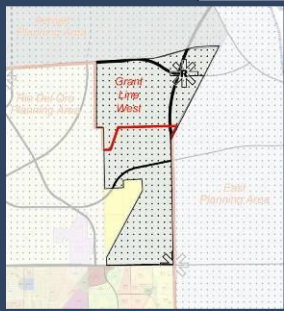 Planning Area
R
Grant
Line
West
Rio Del Oro
Planning Area
East
Planning Area